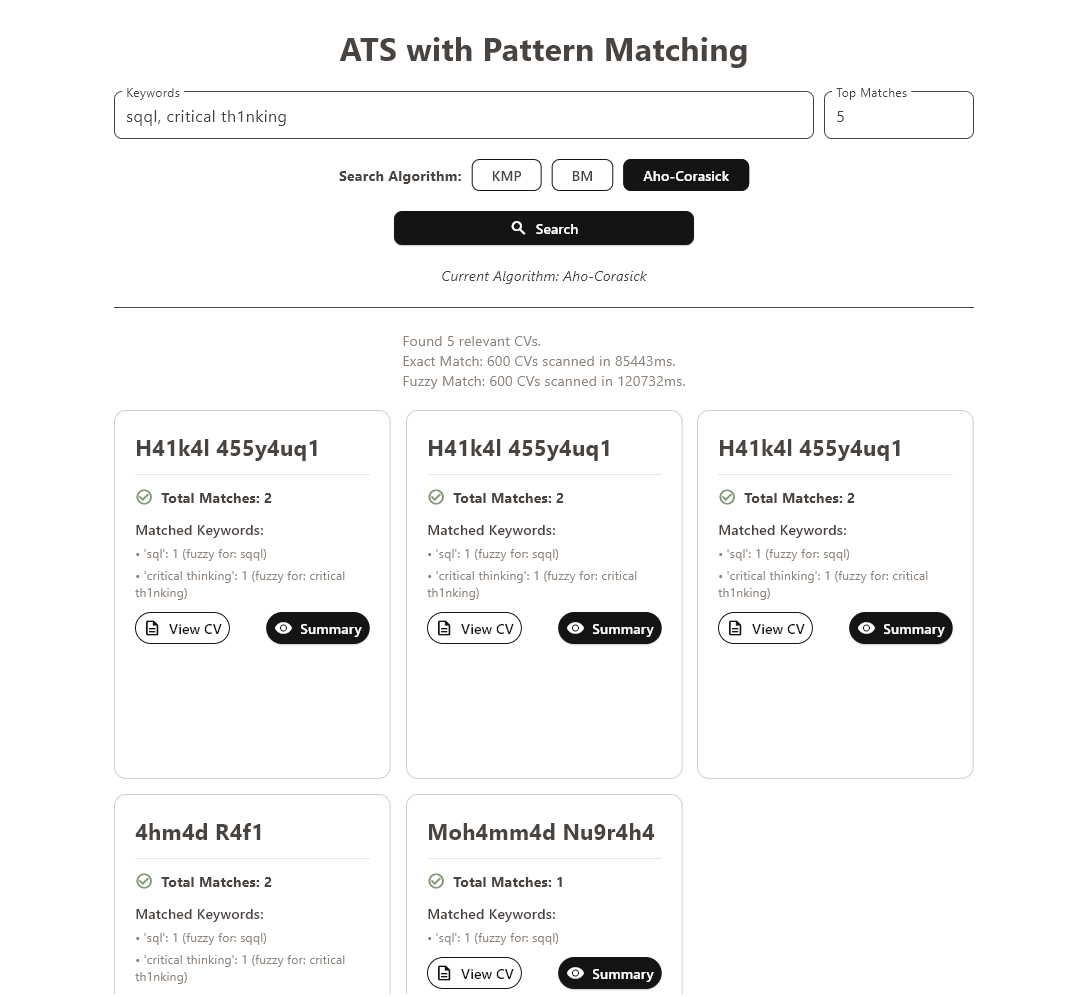 ATS with Pattern Matching
Keywords
Top Matches
sqql, critical th1nking
5
Search Algorithm:
KMP
BM
Aho-Corasick
Search
Current Algorithm: Aho-Corasick
Found 5 relevant CVs.
Exact Match: 600 CVs scanned in 85443ms.
Fuzzy Match: 600 CVs scanned in 120732ms.
H41k4l 455y4uq1
Total Matches: 2
Matched Keywords:
• 'sql': 1 (fuzzy for: sqql)
• 'critical thinking': 1 (fuzzy for: critical
th1nking)
View CV
Summary
H41k4l 455y4uq1
Total Matches: 2
Matched Keywords:
• 'sql': 1 (fuzzy for: sqql)
• 'critical thinking': 1 (fuzzy for: critical
th1nking)
View CV
Summary
H41k4l 455y4uq1
Total Matches: 2
Matched Keywords:
• 'sql': 1 (fuzzy for: sqql)
• 'critical thinking': 1 (fuzzy for: critical
th1nking)
View CV
Summary
4hm4d R4f1
Total Matches: 2
Matched Keywords:
• 'sql': 1 (fuzzy for: sqql)
• 'critical thinking': 1 (fuzzy for: critical
th1nking)
Moh4mm4d Nu9r4h4
Total Matches: 1
Matched Keywords:
• 'sql': 1 (fuzzy for: sqql)
View CV
Summary